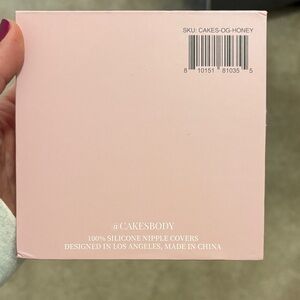 SKU: CAKES-OG-HONEY
8 10151 81035 5
CAKESBODY
100% SILICONE NIPPLE COVERS
DESIGNED IN LOS ANGELES, MADE IN CHINA